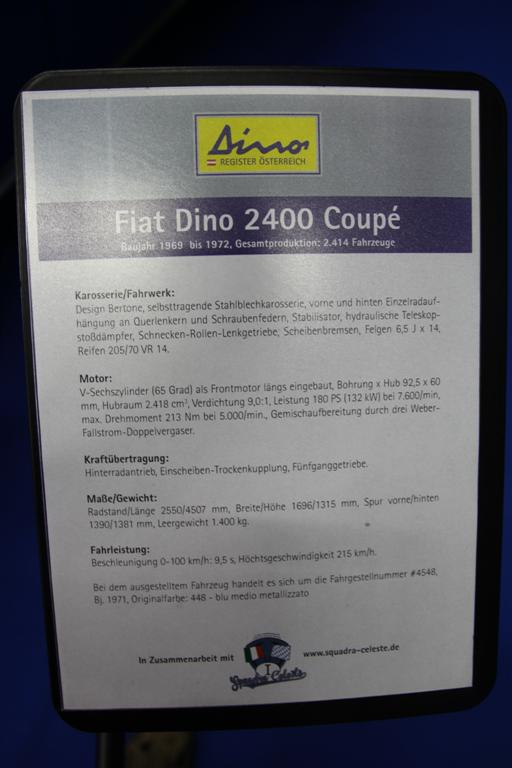 Dino
REGISTER ÖSTERREICH
Fiat Dino 2400 Coupé
Baujahr 1969 bis 1972, Gesamtproduktion: 2.414 Fahrzeuge
Karosserie/Fahrwerk:
Design Bertone, selbsttragende Stahlblechkarosserie, vorne und hinten Einzelradauf-
hängung an Querlenkern und Schraubenfedern, Stabilisator, hydraulische Teleskop-
stoßdämpfer, Schnecken-Rollen-Lenkgetriebe, Scheibenbremsen, Felgen 6,5 J x 14,
Reifen 205/70 VR 14.
Motor:
V-Sechszylinder (65 Grad) als Frontmotor längs eingebaut, Bohrung x Hub 92,5 x 60
mm, Hubraum 2.418 cm³, Verdichtung 9,0:1, Leistung 180 PS (132 kW) bei 7.600/min,
max. Drehmoment 213 Nm bei 5.000/min., Gemischaufbereitung durch drei Weber-
Fallstrom-Doppelvergaser.
Kraftübertragung:
Hinterradantrieb, Einscheiben-Trockenkupplung, Fünfganggetriebe.
Maße/Gewicht:
Radstand/Länge 2550/4507 mm, Breite/Höhe 1696/1315 mm, Spur vorne/hinten
1390/1381 mm, Leergewicht 1.400 kg.
Fahrleistung:
Beschleunigung 0-100 km/h: 9,5 s, Höchtsgeschwindigkeit 215 km/h.
Bei dem ausgestelltem Fahrzeug handelt es sich um die Fahrgestellnummer #4548,
Bj. 1971, Originalfarbe: 448 - blu medio metallizzato
In Zusammenarbeit mit
Squadra Celeste
www.squadra-celeste.de